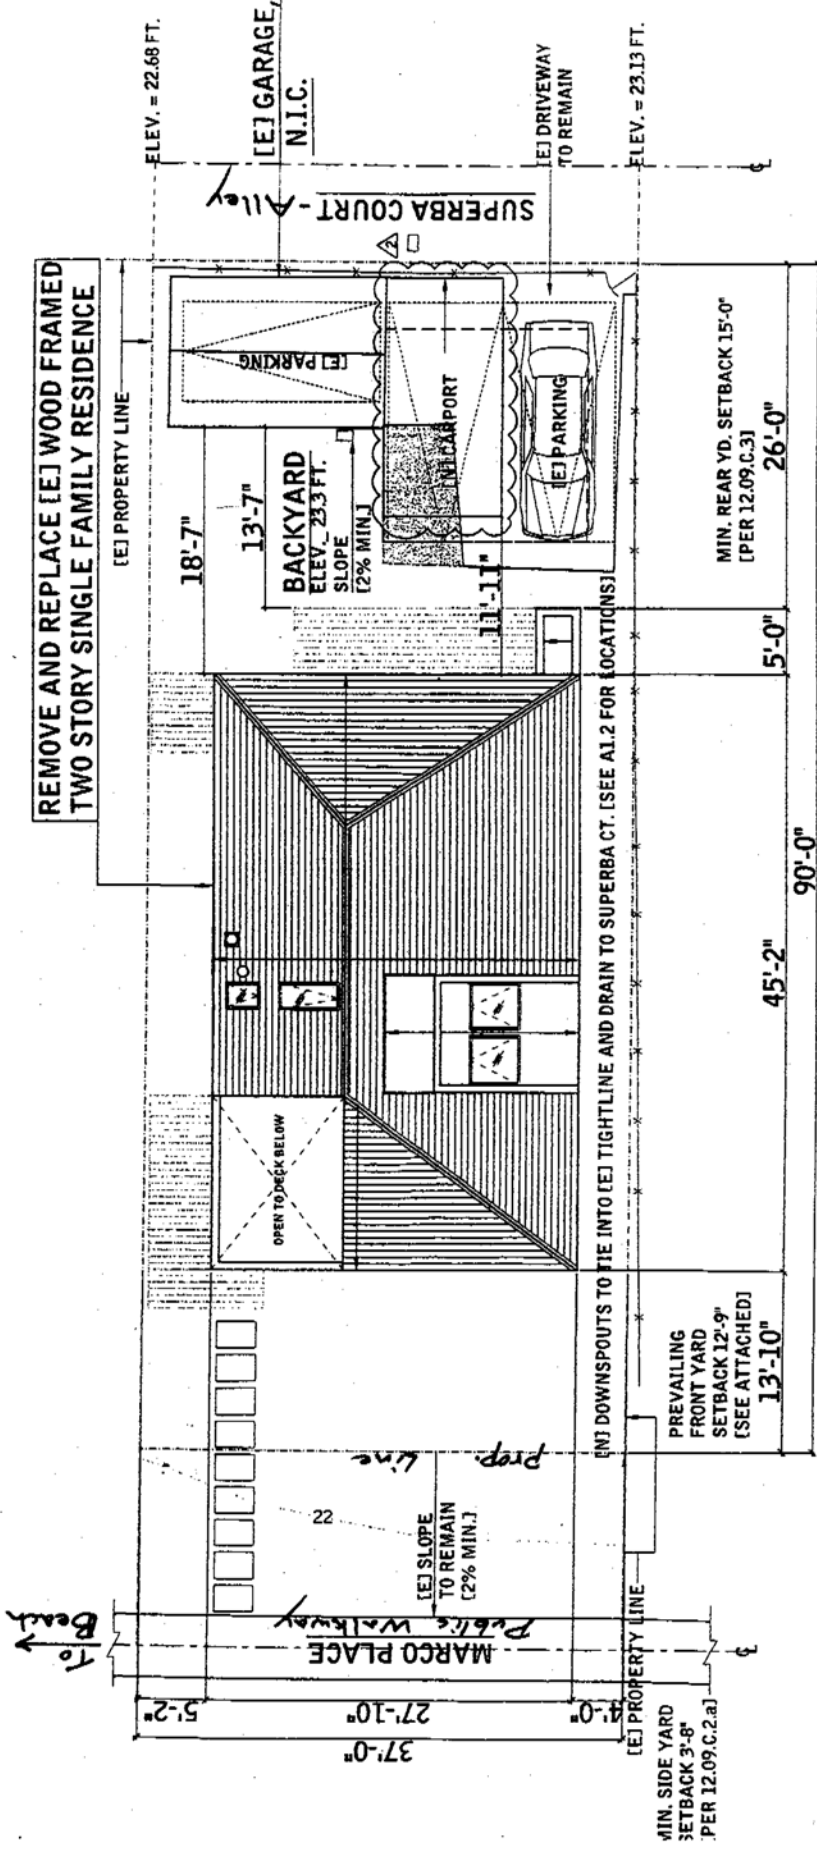 ELEV. = 22.68 FT.
[E] GARAGE,
N.I.C.
[E] DRIVEWAY
TO REMAIN
ELEV. = 23.13 FT.
SUPERBA COURT - Alley
2
REMOVE AND REPLACE [E] WOOD FRAMED
TWO STORY SINGLE FAMILY RESIDENCE
[E] PROPERTY LINE
[E] PARKING
[N] CARPORT
[E] PARKING
18'-7"
13'-7"
BACKYARD
ELEV. 23.3 FT.
SLOPE
[2% MIN.]
11'-11"
MIN. REAR YD. SETBACK 15'-0"
[PER 12.09.C.3]
26'-0"
5'-0"
45'-2"
90'-0"
OPEN TO DECK BELOW
[N] DOWNSPOUTS TO TIE INTO [E] TIGHTLINE AND DRAIN TO SUPERBA CT. [SEE A1.2 FOR LOCATIONS]
PREVAILING
FRONT YARD
SETBACK 12'-9"
[SEE ATTACHED]
13'-10"
Prop. Line
22
[E] SLOPE
TO REMAIN
[2% MIN.]
To
Beach
Public Walkway
MARCO PLACE
5'-2"
27'-10"
4'-0"
37'-0"
[E] PROPERTY LINE
MIN. SIDE YARD
SETBACK 3'-8"
[PER 12.09.C.2.a]